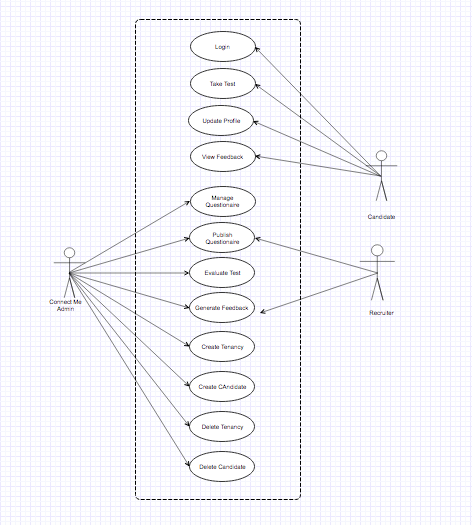 Login
Take Test
Update Profile
View Feedback
Manage
Questionaire
Publish
Questionaire
Evaluate Test
Generate Feedback
Create Tenancy
Create CAndidate
Delete Tenancy
Delete Candidate
Candidate
Recruiter
Connect Me
Admin